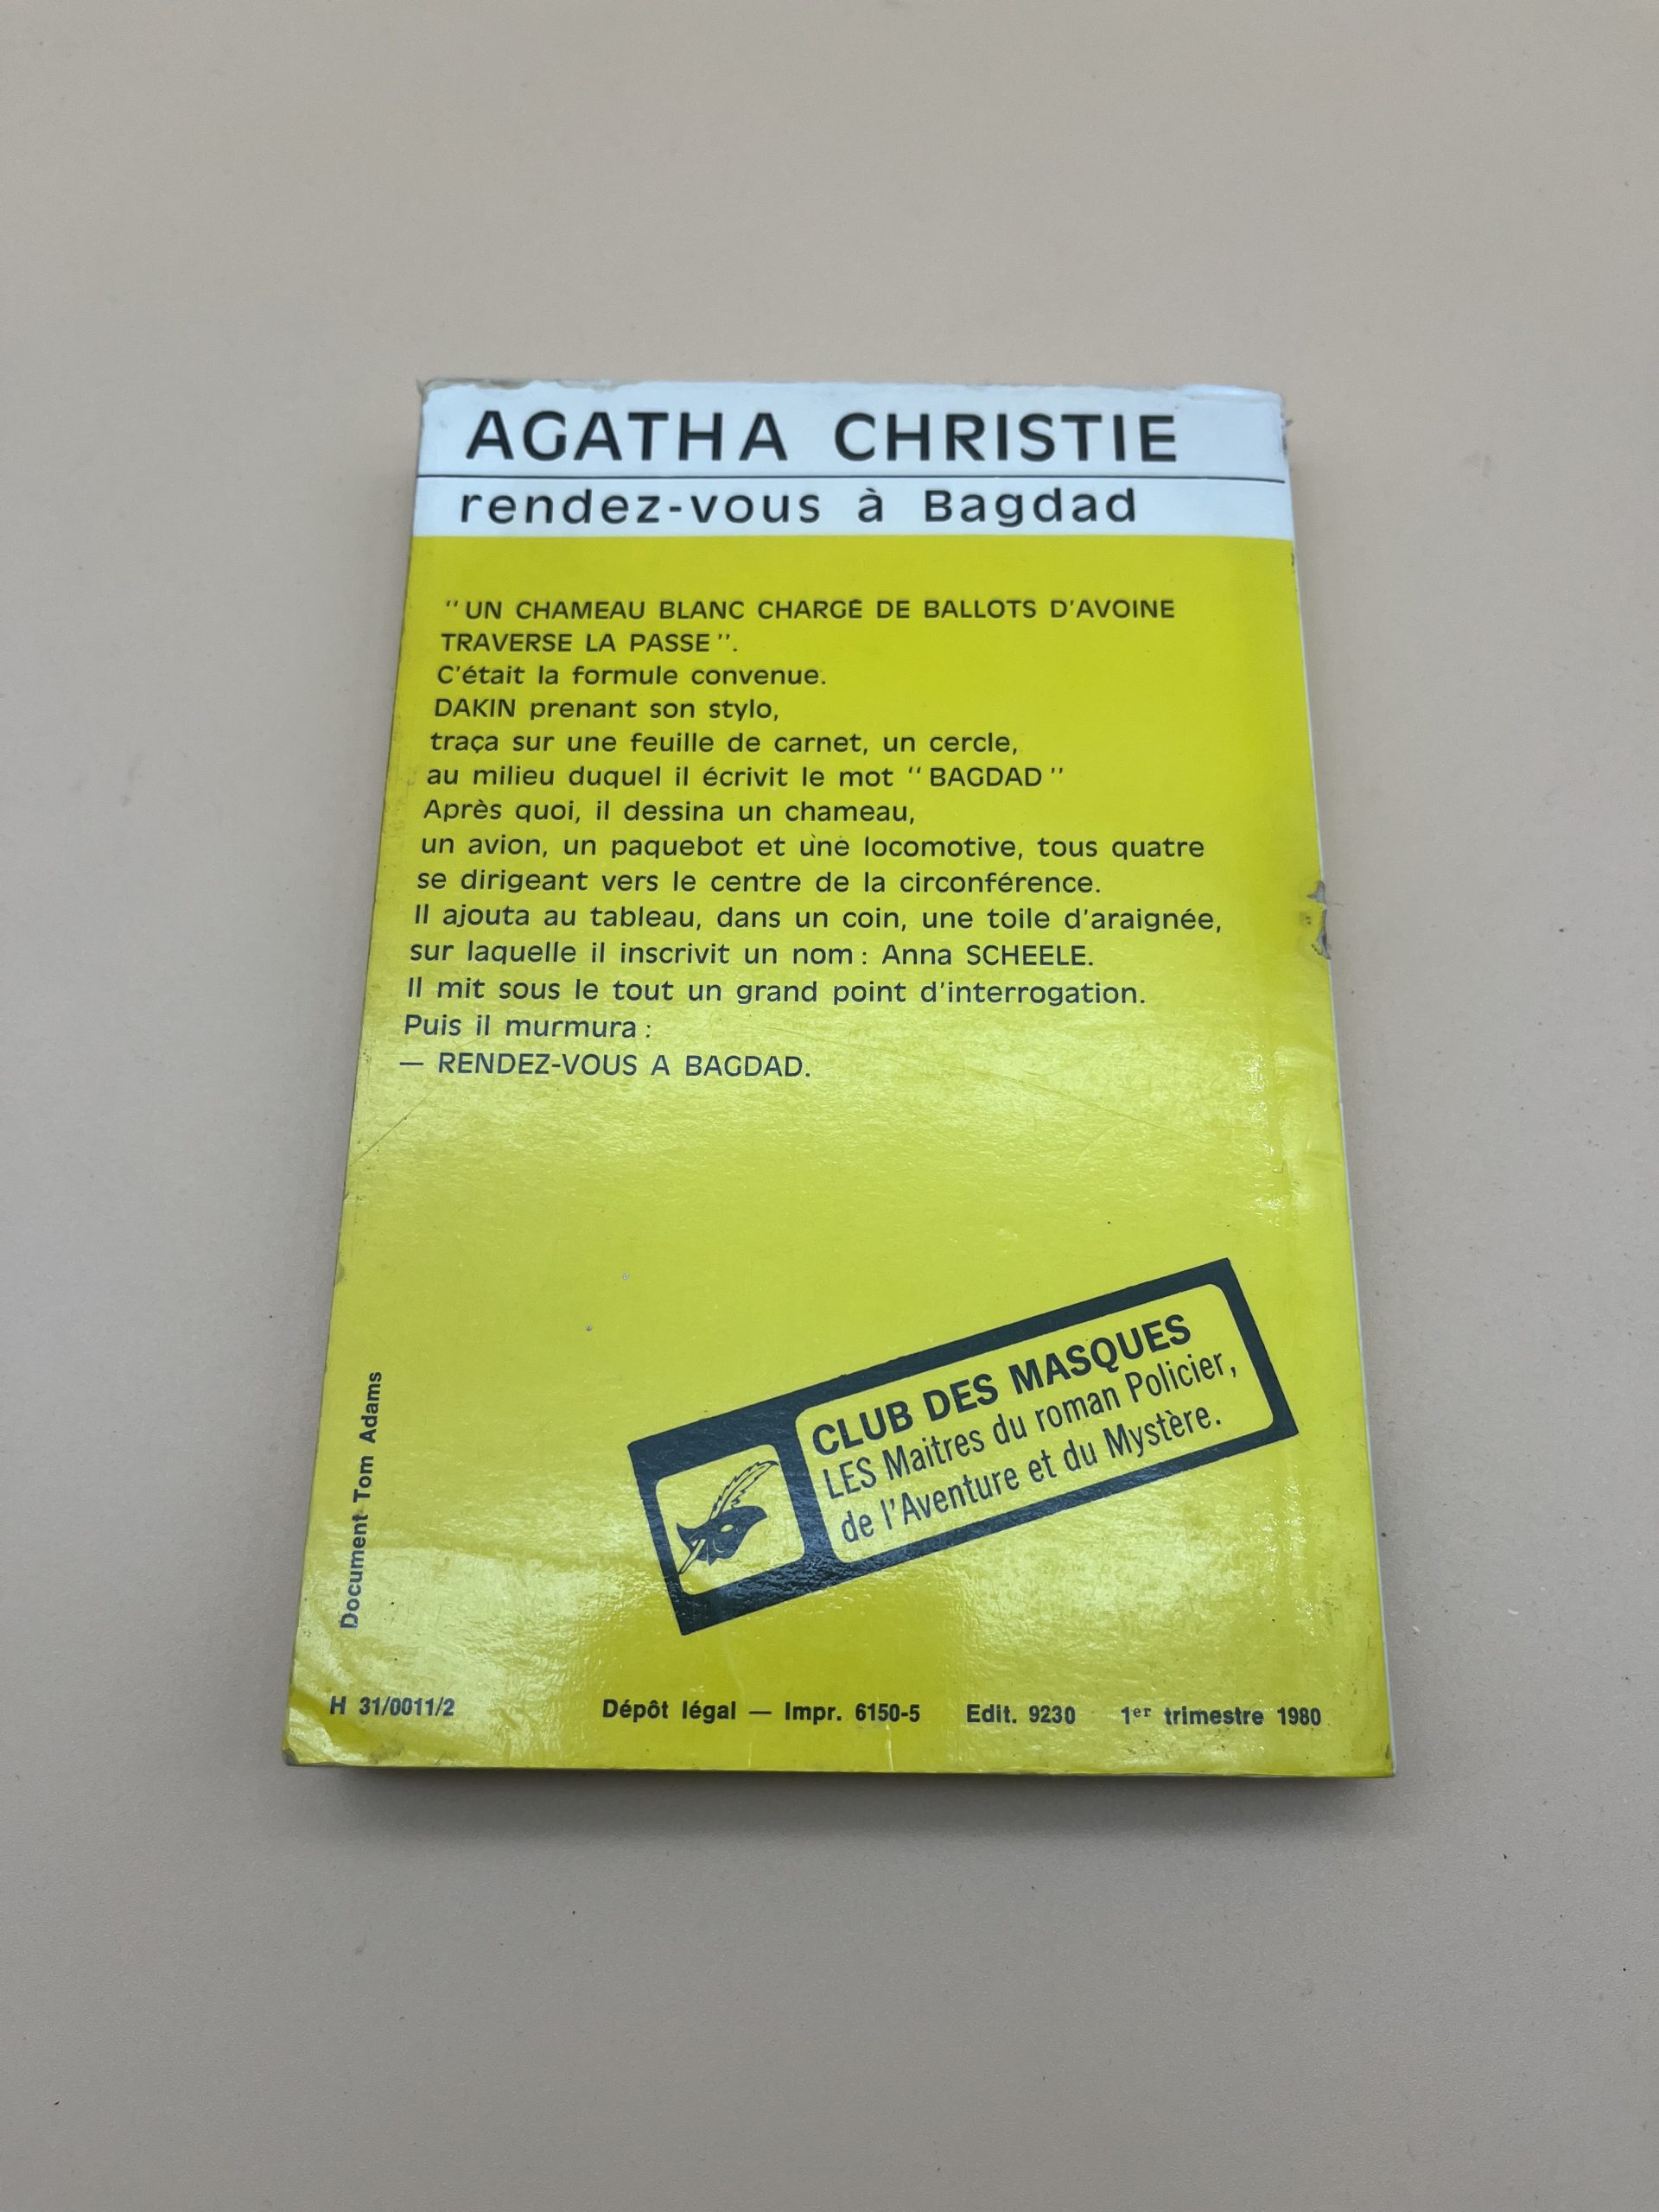 AGATHA CHRISTIE
rendez-vous à Bagdad
“UN CHAMEAU BLANC CHARGÉ DE BALLOTS D'AVOINE
TRAVERSE LA PASSE”.
C'était la formule convenue.
DAKIN prenant son stylo,
traça sur une feuille de carnet, un cercle,
au milieu duquel il écrivit le mot “BAGDAD”
Après quoi, il dessina un chameau,
un avion, un paquebot et une locomotive, tous quatre
se dirigeant vers le centre de la circonférence.
Il ajouta au tableau, dans un coin, une toile d'araignée,
sur laquelle il inscrivit un nom : Anna SCHEELE.
Il mit sous le tout un grand point d'interrogation.
Puis il murmura :
— RENDEZ-VOUS A BAGDAD.
CLUB DES MASQUES
LES Maitres du roman Policier,
de l'Aventure et du Mystère.
Document Tom Adams
H 31/0011/2 Dépôt légal — Impr. 6150-5 Edit. 9230 1er trimestre 1980